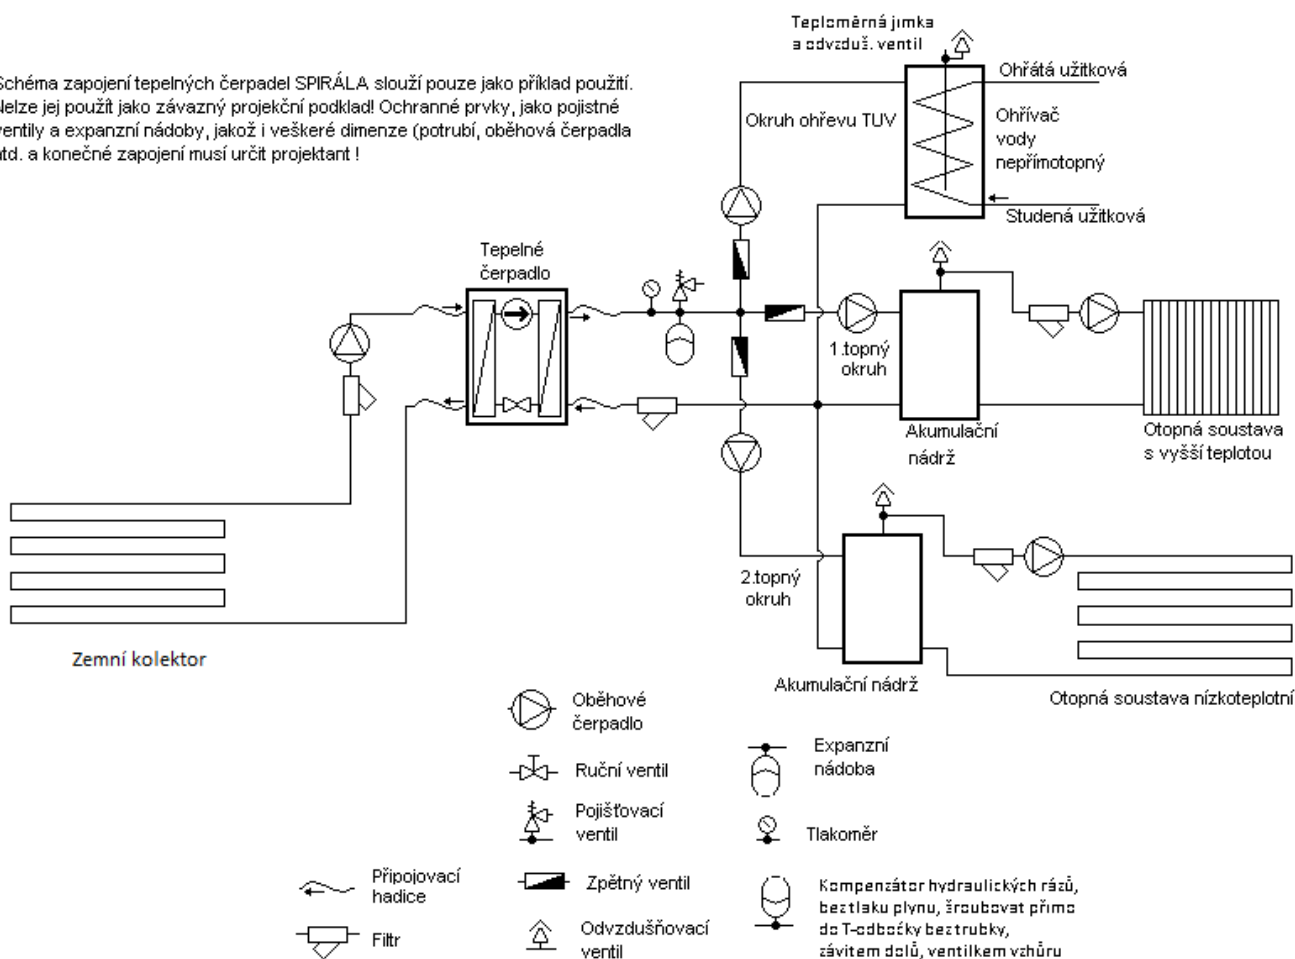 Teploměrná jímka
a odvzduš. ventil
Schéma zapojení tepelných čerpadel SPIRÁLA slouží pouze jako příklad použití.
Nelze jej použít jako závazný projekční podklad! Ochranné prvky, jako pojistné
ventily a expanzní nádoby, jakož i veškeré dimenze (potrubí, oběhová čerpadla
atd. a konečné zapojení musí určit projektant !
Ohřátá užitková
Okruh ohřevu TUV
Ohřívač
vody
nepřímotopný
Studená užitková
Tepelné
čerpadlo
1.topný
okruh
Akumulační
nádrž
Otopná soustava
s vyšší teplotou
2.topný
okruh
Zemní kolektor
Akumulační nádrž
Otopná soustava nízkoteplotní
Oběhové
čerpadlo
Ruční ventil
Pojišťovací
ventil
Připojovací
hadice
Zpětný ventil
Filtr
Odvzdušňovací
ventil
Expanzní
nádoba
Tlakoměr
Kompenzátor hydraulických rázů,
bez tlaku plynu, šroubovat přímo
do T-odbočky bez trubky,
závitem dolů, ventilkem vzhůru